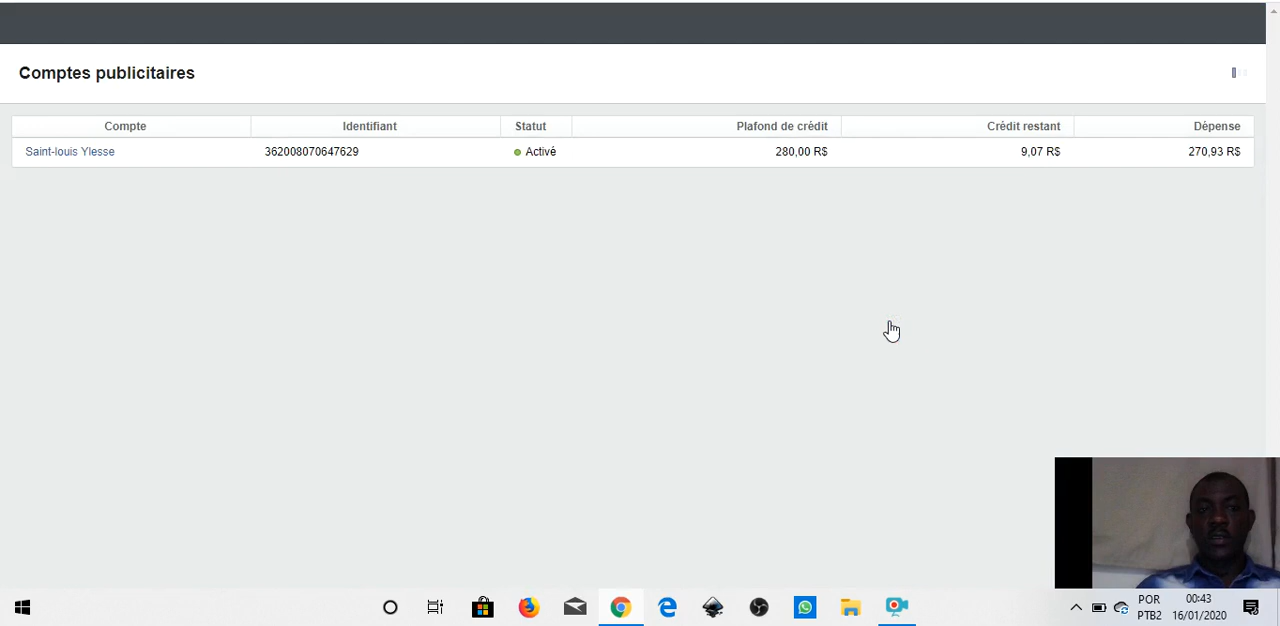 Comptes publicitaires
Compte Identifiant Statut Plafond de crédit Crédit restant Dépense
Saint-louis Ylesse 362008070647629 Activé 280,00 R$ 9,07 R$ 270,93 R$
POR 00:43
PTB2 16/01/2020